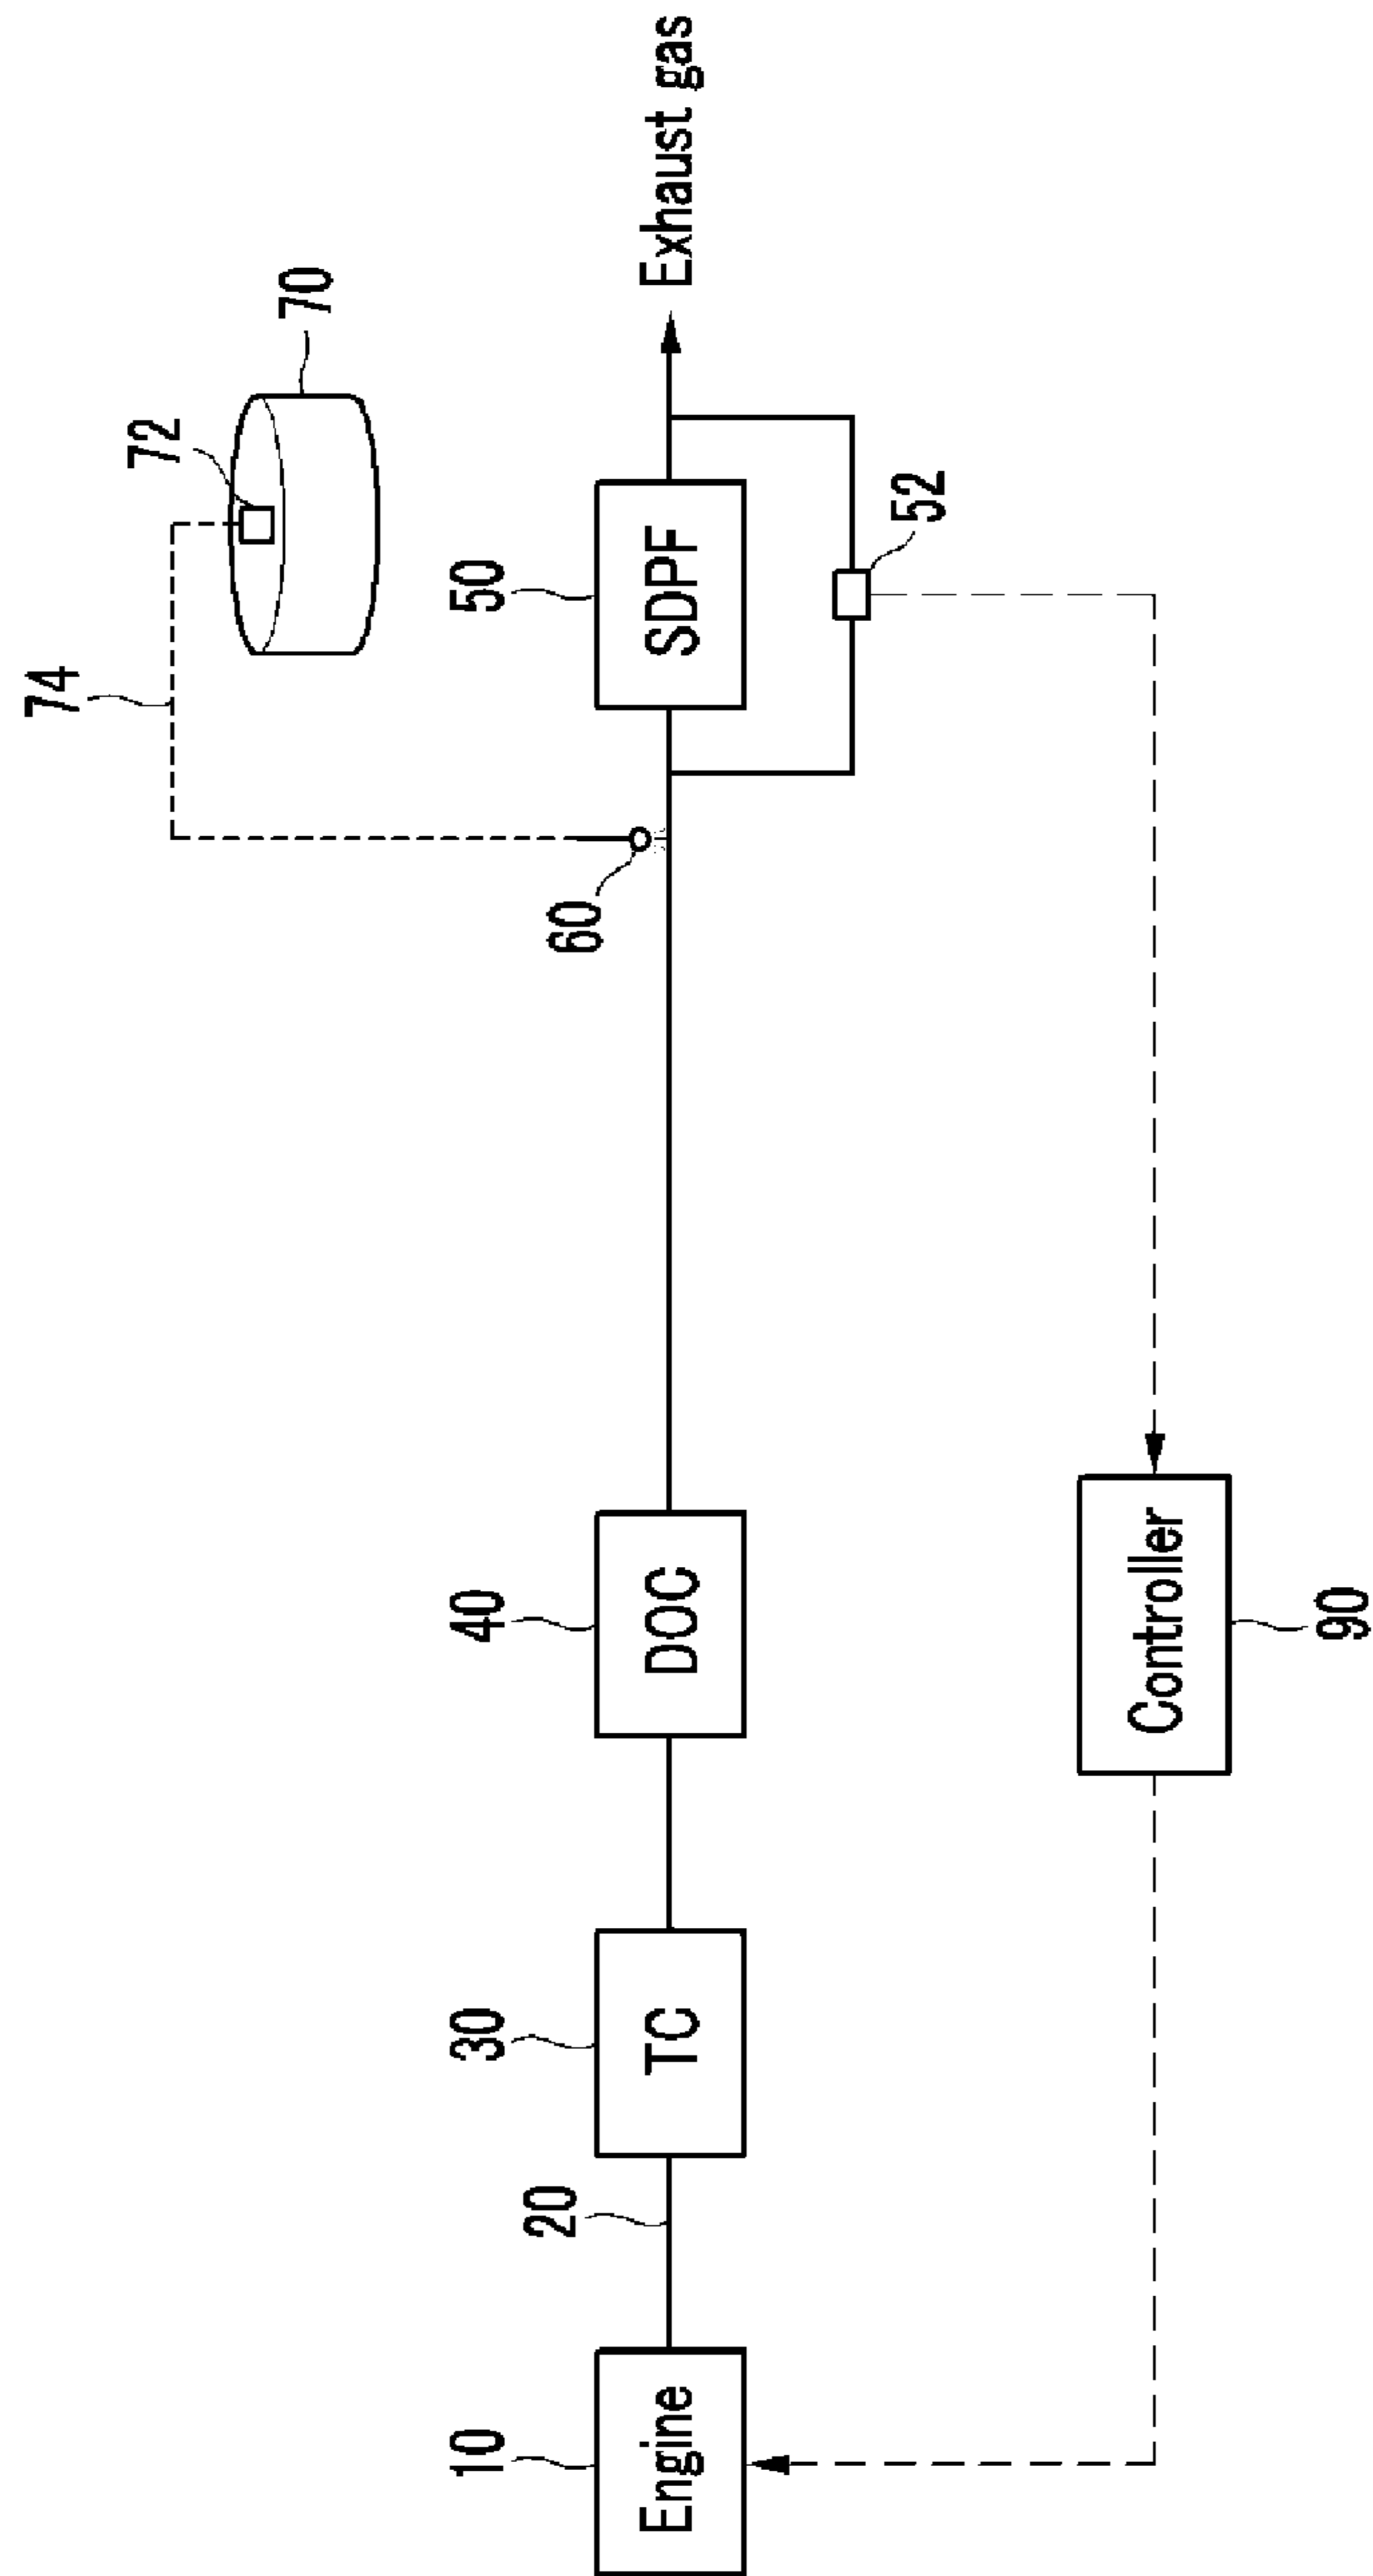 74
72
70
10
20
30
40
60
50
Engine
TC
DOC
SDPF
Exhaust gas
52
Controller
90